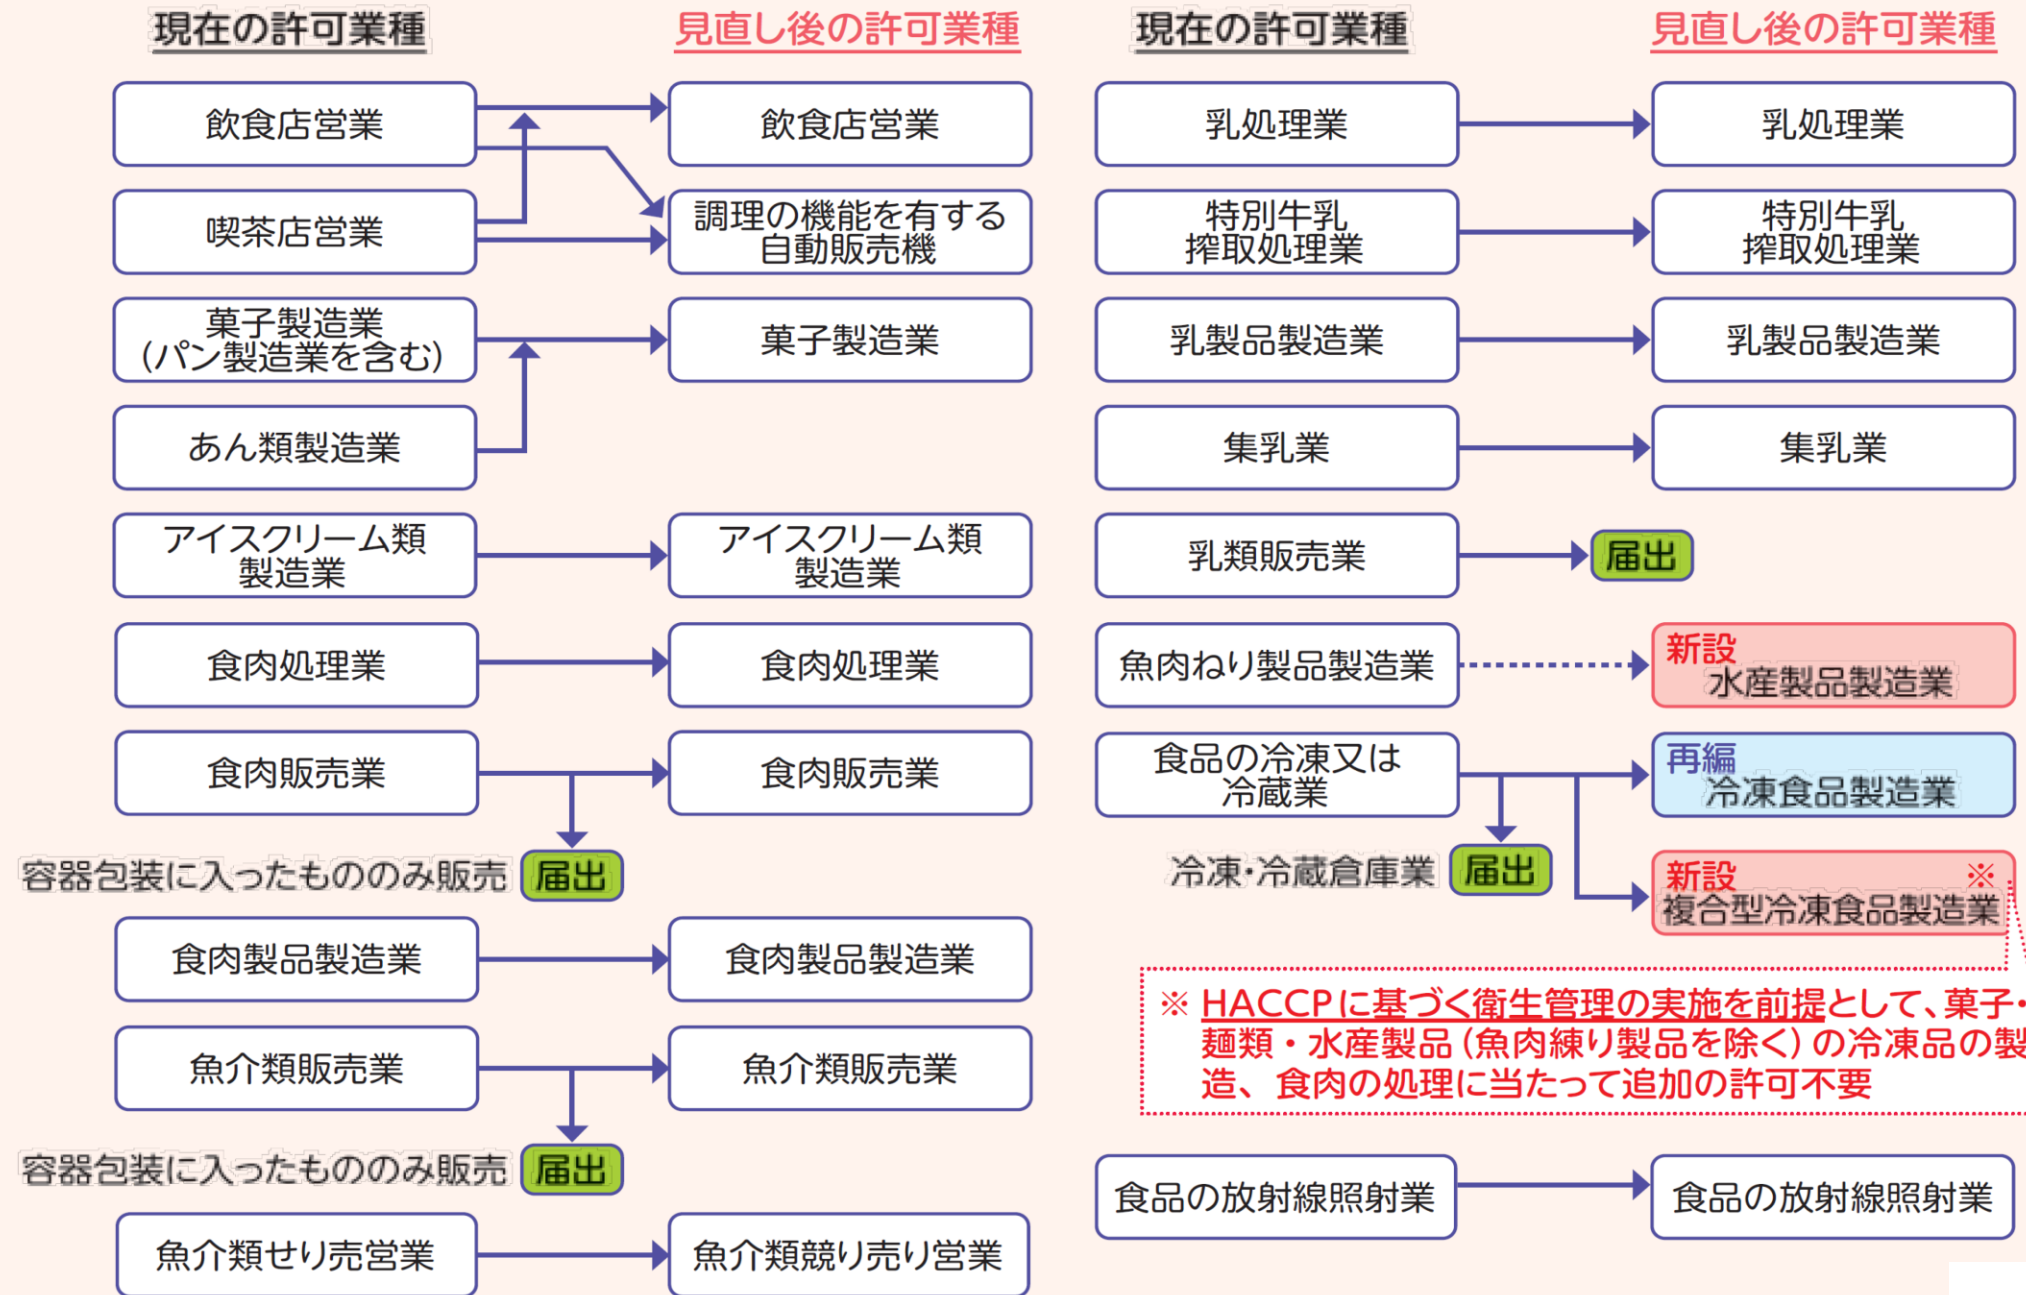 現在の許可業種
見直し後の許可業種
飲食店営業
飲食店営業
喫茶店営業
調理の機能を有する
自動販売機
菓子製造業
(パン製造業を含む)
菓子製造業
あん類製造業
アイスクリーム類
製造業
アイスクリーム類
製造業
食肉処理業
食肉処理業
食肉販売業
食肉販売業
容器包装に入ったもののみ販売
届出
食肉製品製造業
食肉製品製造業
魚介類販売業
魚介類販売業
容器包装に入ったもののみ販売
届出
魚介類せり売営業
魚介類競り売り営業
現在の許可業種
見直し後の許可業種
乳処理業
乳処理業
特別牛乳
搾取処理業
特別牛乳
搾取処理業
乳製品製造業
乳製品製造業
集乳業
集乳業
乳類販売業
届出
魚肉ねり製品製造業
新設
水産製品製造業
食品の冷凍又は
冷蔵業
再編
冷凍食品製造業
冷凍・冷蔵倉庫業
届出
新設 ※
複合型冷凍食品製造業
※ HACCPに基づく衛生管理の実施を前提として、菓子・
麺類・水産製品(魚肉練り製品を除く)の冷凍品の製
造、食肉の処理に当たって追加の許可不要
食品の放射線照射業
食品の放射線照射業